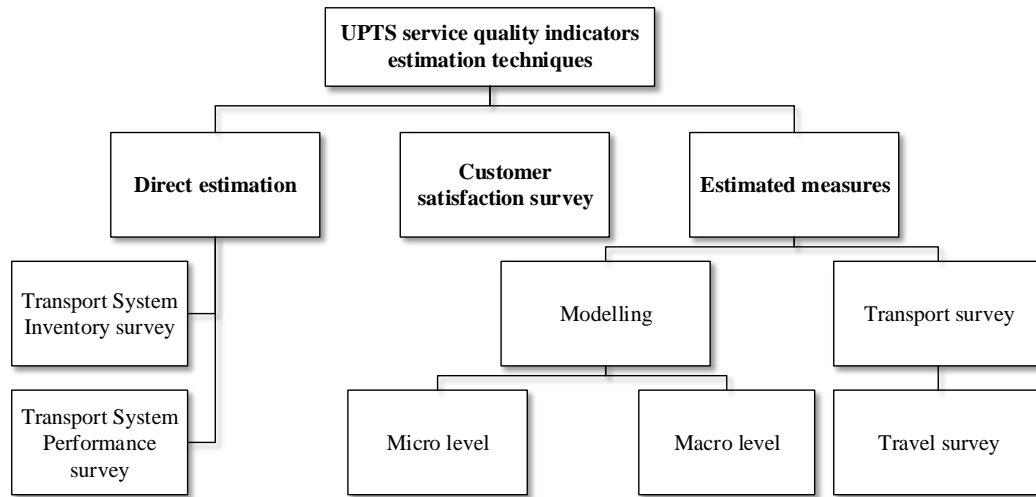 UPTS service quality indicators
estimation techniques
Direct estimation
Customer
satisfaction survey
Estimated measures
Transport System
Inventory survey
Modelling
Transport survey
Transport System
Performance
survey
Micro level
Macro level
Travel survey